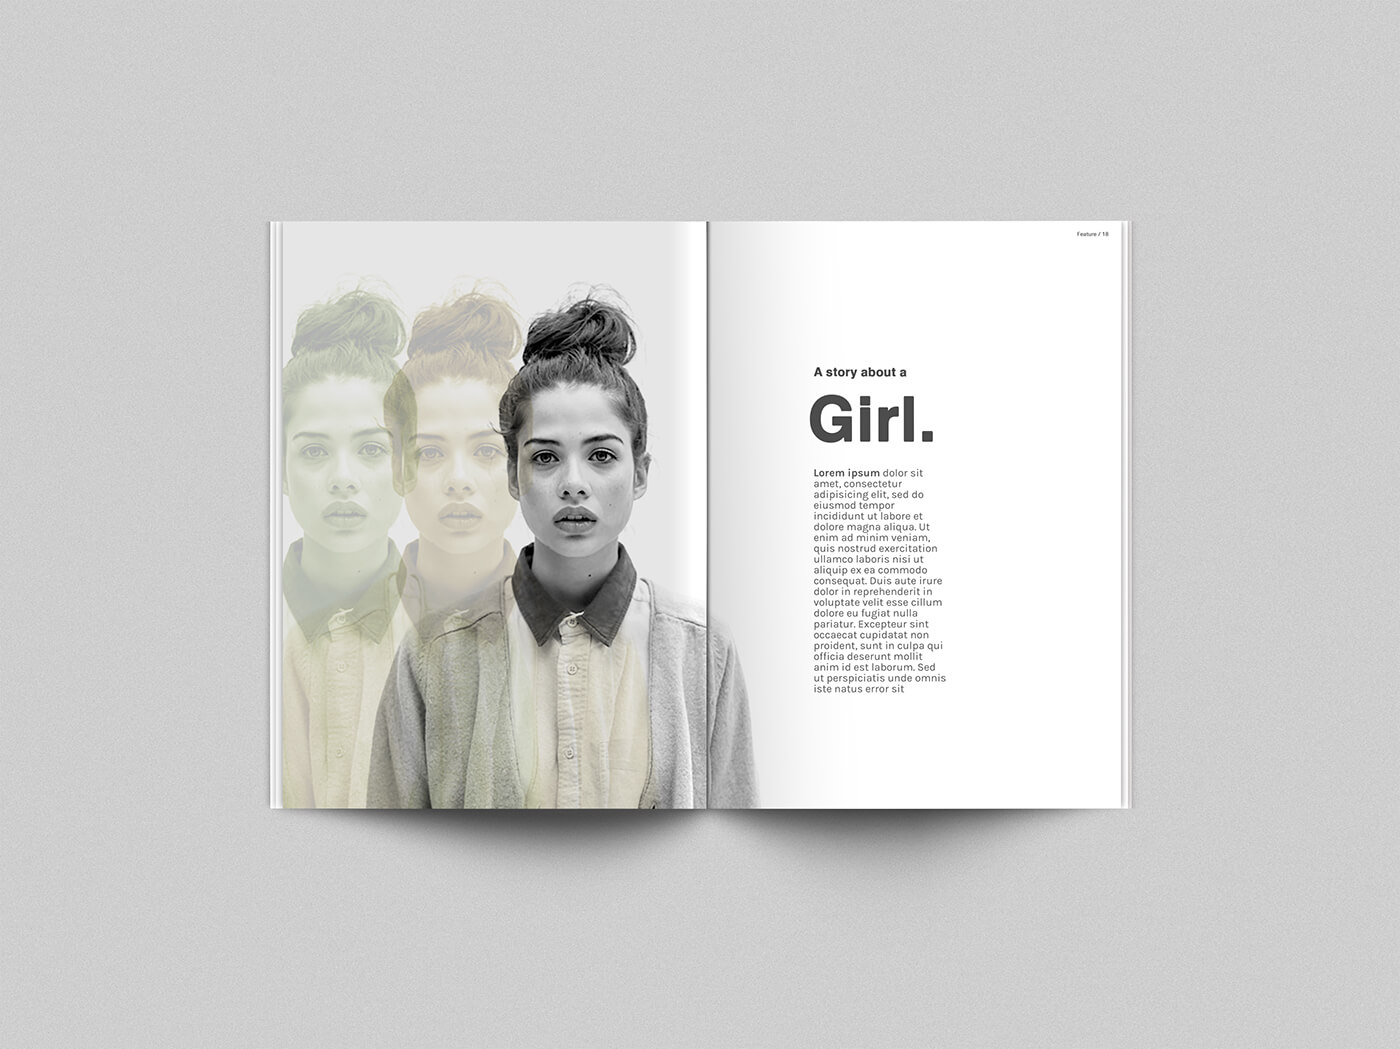 Feature / 18
A story about a
Girl.
Lorem ipsum dolor sit
amet, consectetur
adipisicing elit, sed do
eiusmod tempor
incididunt ut labore et
dolore magna aliqua. Ut
enim ad minim veniam,
quis nostrud exercitation
ullamco laboris nisi ut
aliquip ex ea commodo
consequat. Duis aute irure
dolor in reprehenderit in
voluptate velit esse cillum
dolore eu fugiat nulla
pariatur. Excepteur sint
occaecat cupidatat non
proident, sunt in culpa qui
officia deserunt mollit
anim id est laborum. Sed
ut perspiciatis unde omnis
iste natus error sit